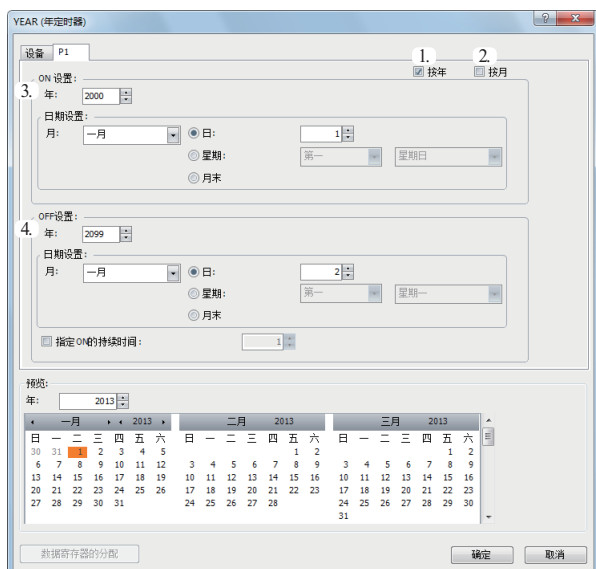 YEAR (年定时器)
设备 P1
1. 2.
按年 按月
ON 设置:
3. 年: 2000
日期设置:
月: 一月 日: 1
星期: 第一 星期日
月末
OFF设置:
4. 年: 2099
日期设置:
月: 一月 日: 2
星期: 第一 星期一
月末
指定ON的持续时间: 1
预览:
年: 2013
一月 2013 二月 2013 三月 2013
日 一 二 三 四 五 六 日 一 二 三 四 五 六 日 一 二 三 四 五 六
30 31 1 2 3 4 5 1 2 1 2
6 7 8 9 10 11 12 3 4 5 6 7 8 9 3 4 5 6 7 8 9
13 14 15 16 17 18 19 10 11 12 13 14 15 16 10 11 12 13 14 15 16
20 21 22 23 24 25 26 17 18 19 20 21 22 23 17 18 19 20 21 22 23
27 28 29 30 31 24 25 26 27 28 24 25 26 27 28 29 30
31
数据寄存器的分配 确定 取消